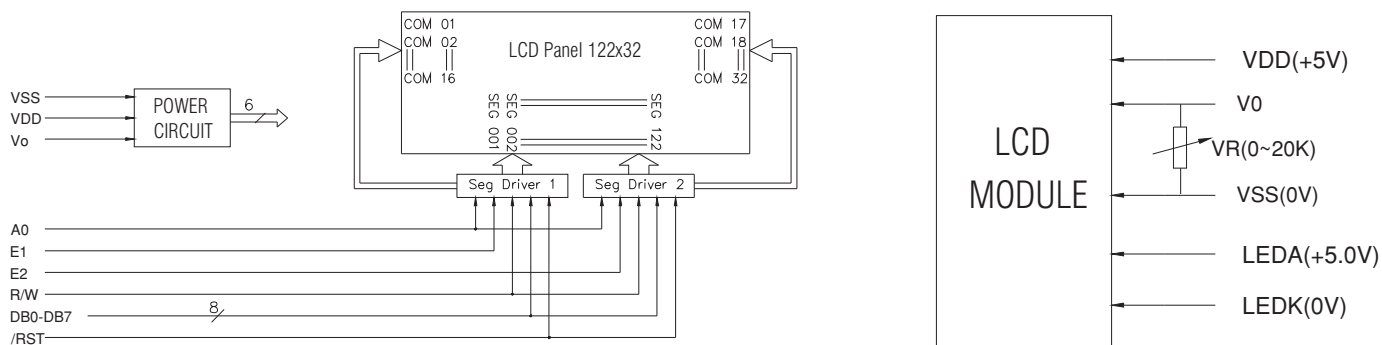 COM 01
COM 02
COM 16
LCD Panel 122x32
COM 17
COM 18
COM 32
SEG 001
SEG 002
SEG 122
VSS
VDD
Vo
POWER
CIRCUIT
6
Seg Driver 1
Seg Driver 2
A0
E1
E2
R/W
DB0-DB7
8
/RST
LCD
MODULE
VDD(+5V)
V0
VR(0~20K)
VSS(0V)
LEDA(+5.0V)
LEDK(0V)